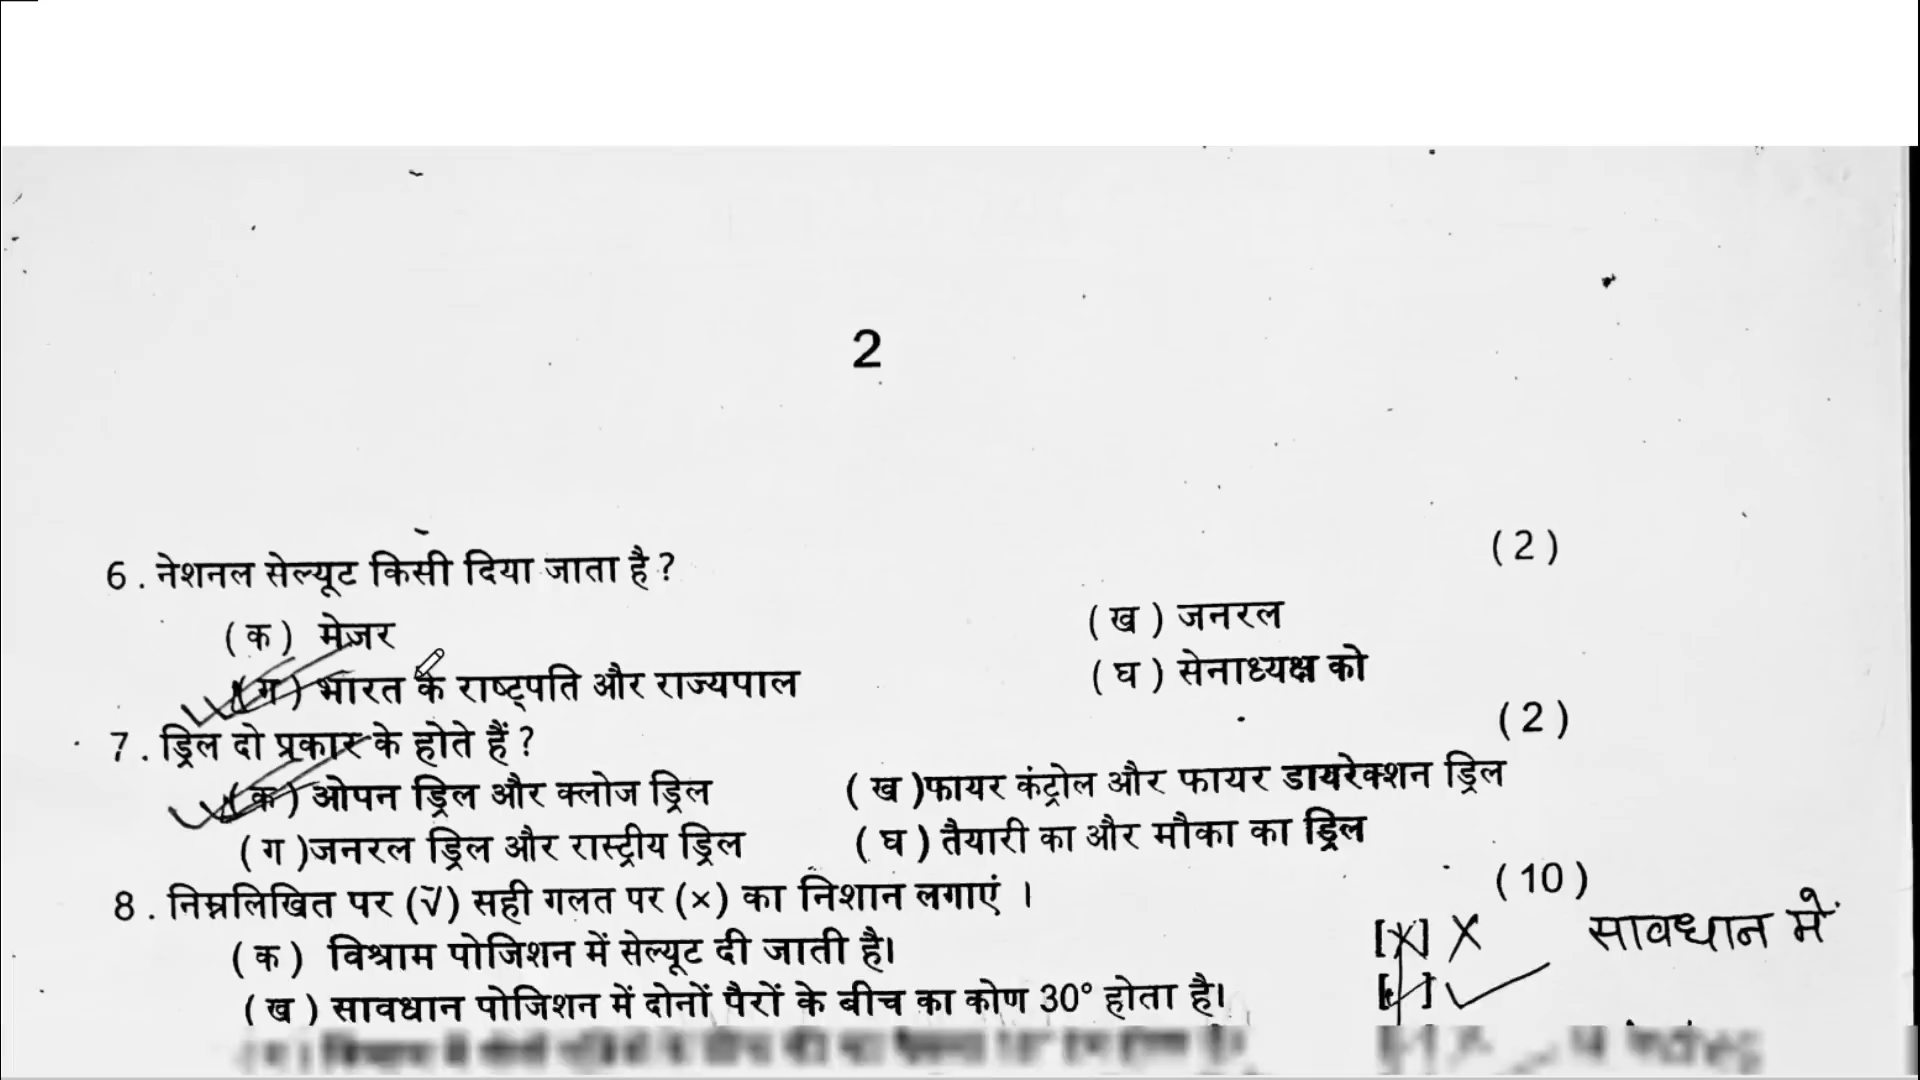 2
6. नेशनल सेल्यूट किसी दिया जाता है? (2)
(क) मेजर (ख) जनरल
(ग) भारत के राष्ट्रपति और राज्यपाल (घ) सेनाध्यक्ष को
7. ड्रिल दो प्रकार के होते हैं? (2)
(क) ओपन ड्रिल और क्लोज ड्रिल (ख)फायर कंट्रोल और फायर डायरेक्शन ड्रिल
(ग)जनरल ड्रिल और रास्ट्रीय ड्रिल (घ) तैयारी का और मौका का ड्रिल
8. निम्नलिखित पर (√) सही गलत पर (×) का निशान लगाएं । (10)
(क) विश्राम पोजिशन में सेल्यूट दी जाती है। [X] X सावधान में
(ख) सावधान पोजिशन में दोनों पैरों के बीच का कोण 30° होता है। [✓] ✓